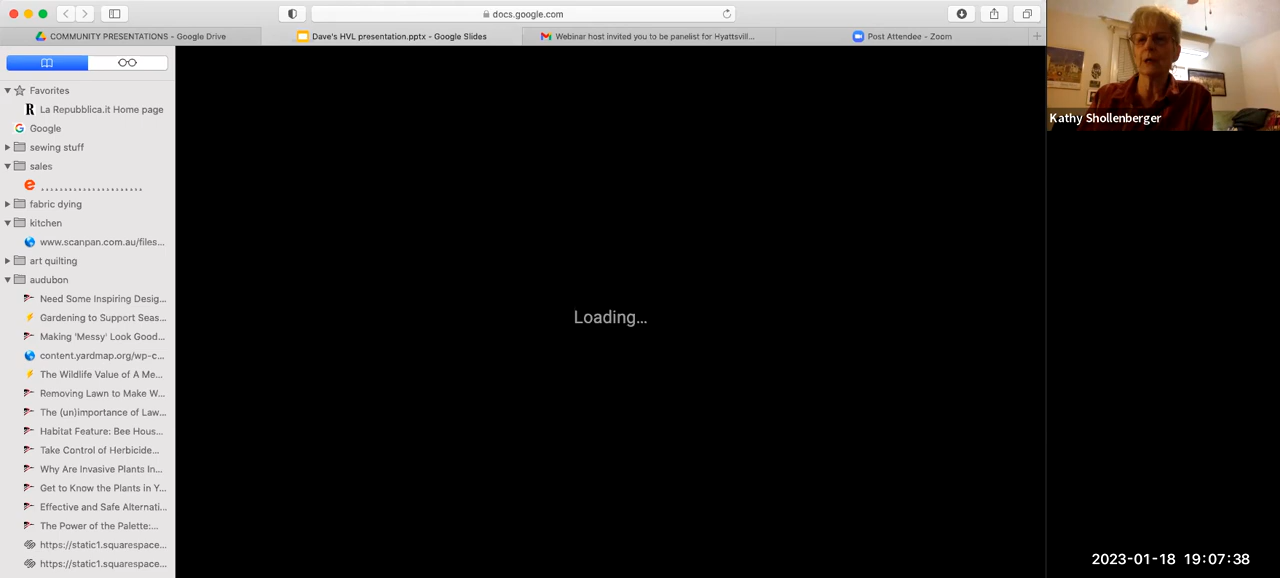 docs.google.com
COMMUNITY PRESENTATIONS - Google Drive
Dave's HVL presentation.pptx - Google Slides
Webinar host invited you to be panelist for Hyattsvill...
Post Attendee - Zoom
Favorites
La Repubblica.it Home page
Google
sewing stuff
sales
fabric dying
kitchen
www.scanpan.com.au/files...
art quilting
audubon
Need Some Inspiring Desig...
Gardening to Support Seas...
Making 'Messy' Look Good...
content.yardmap.org/wp-c...
The Wildlife Value of A Me...
Removing Lawn to Make W...
The (un)importance of Law...
Habitat Feature: Bee Hous...
Take Control of Herbicide...
Why Are Invasive Plants In...
Get to Know the Plants in Y...
Effective and Safe Alternati...
The Power of the Palette:...
https://static1.squarespace...
https://static1.squarespace...
Loading...
Kathy Shollenberger
2023-01-18 19:07:38